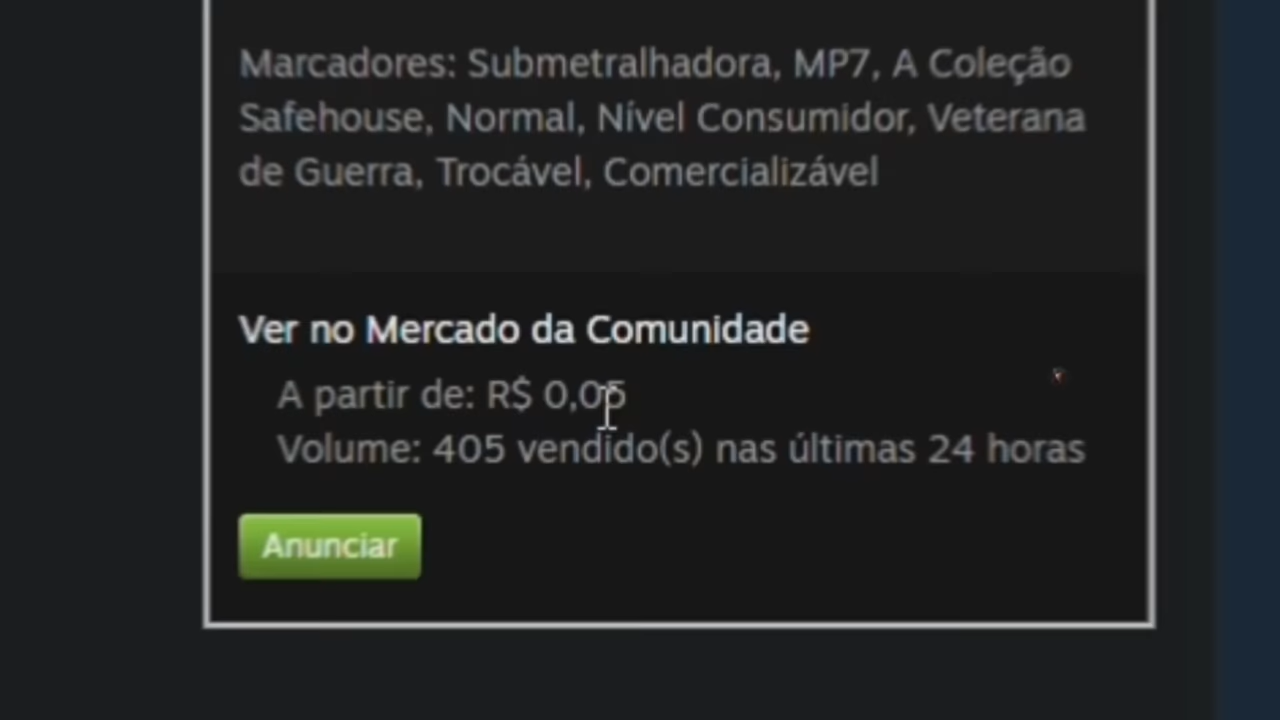 Marcadores: Submetralhadora, MP7, A Coleção
Safehouse, Normal, Nível Consumidor, Veterana
de Guerra, Trocável, Comercializável
Ver no Mercado da Comunidade
A partir de: R$ 0,05
Volume: 405 vendido(s) nas últimas 24 horas
Anunciar